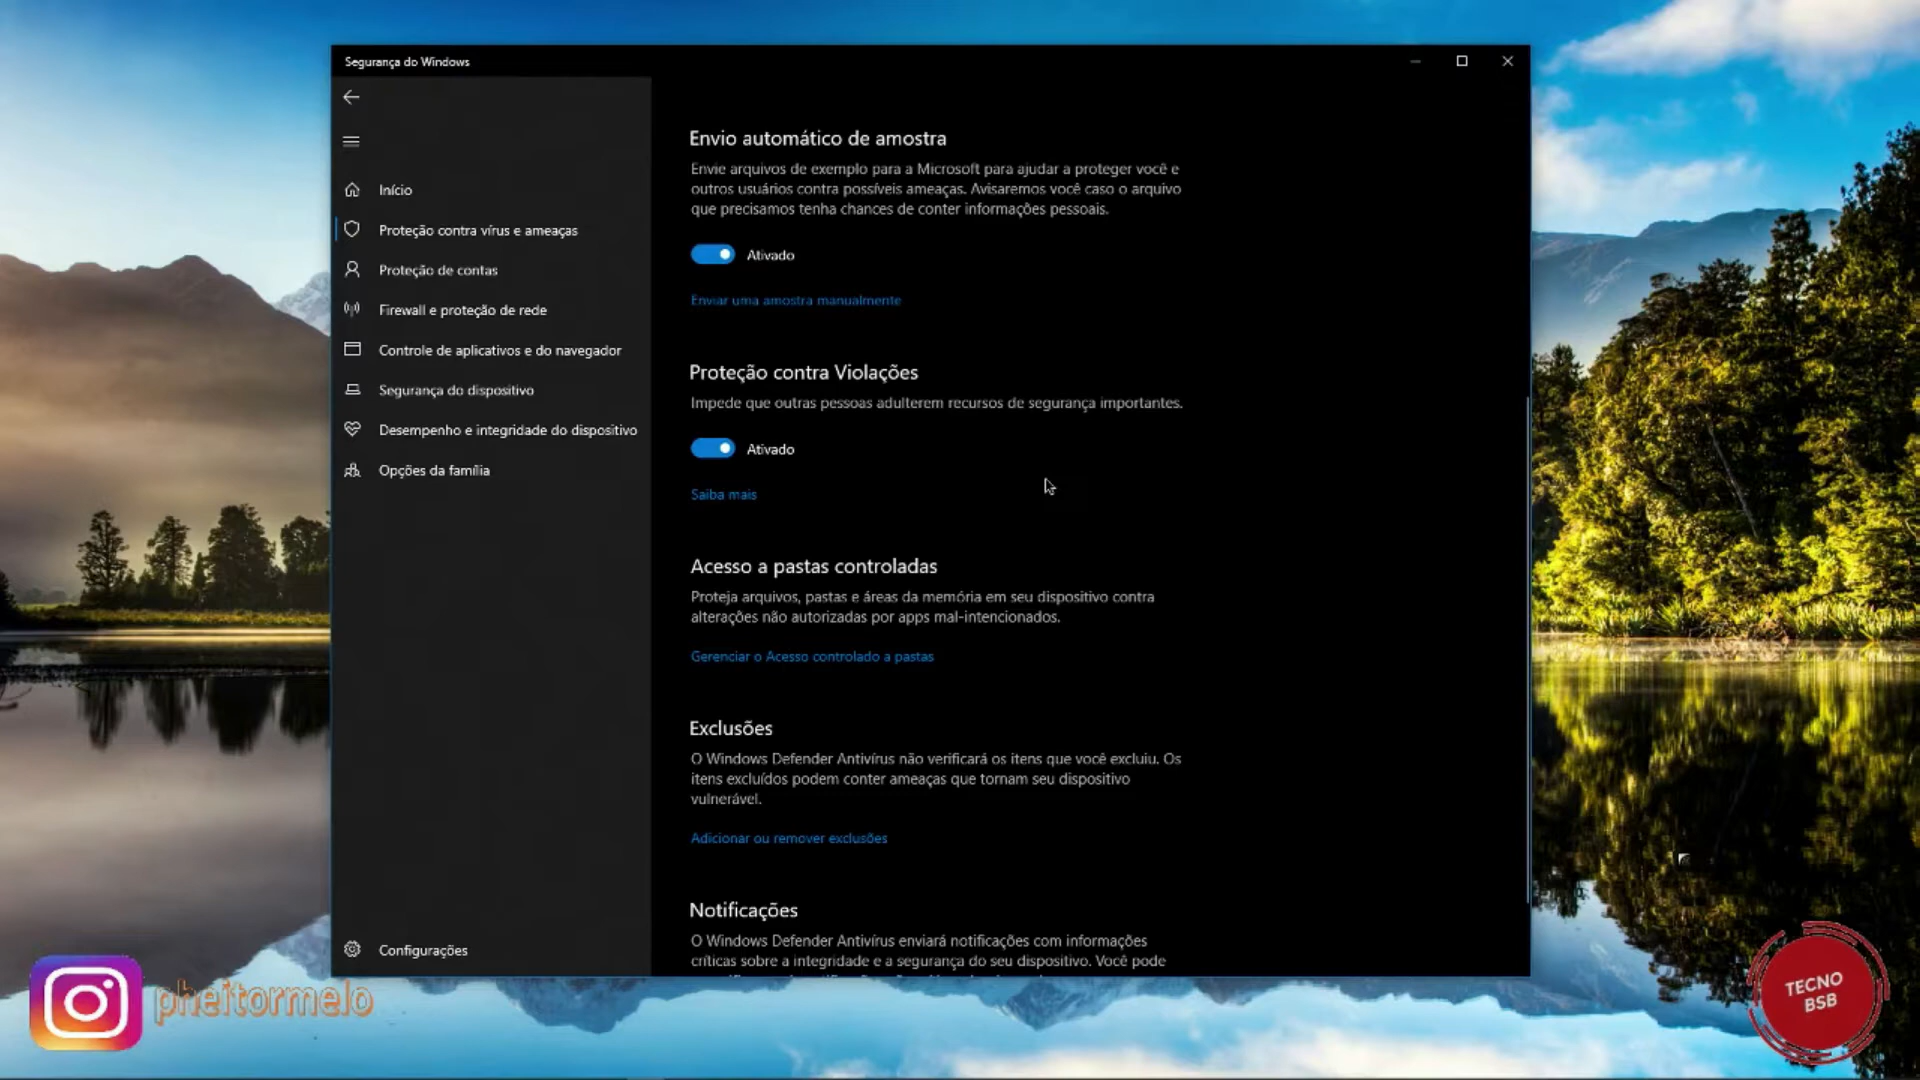 Segurança do Windows
Início
Proteção contra vírus e ameaças
Proteção de contas
Firewall e proteção de rede
Controle de aplicativos e do navegador
Segurança do dispositivo
Desempenho e integridade do dispositivo
Opções da família
Configurações
Envio automático de amostra
Envie arquivos de exemplo para a Microsoft para ajudar a proteger você e
outros usuários contra possíveis ameaças. Avisaremos você caso o arquivo
que precisamos tenha chances de conter informações pessoais.
Ativado
Enviar uma amostra manualmente
Proteção contra Violações
Impede que outras pessoas adulterem recursos de segurança importantes.
Ativado
Saiba mais
Acesso a pastas controladas
Proteja arquivos, pastas e áreas da memória em seu dispositivo contra
alterações não autorizadas por apps mal-intencionados.
Gerenciar o Acesso controlado a pastas
Exclusões
O Windows Defender Antivírus não verificará os itens que você excluiu. Os
itens excluídos podem conter ameaças que tornam seu dispositivo
vulnerável.
Adicionar ou remover exclusões
Notificações
O Windows Defender Antivírus enviará notificações com informações
críticas sobre a integridade e a segurança do seu dispositivo. Você pode
pheitormelo
TECNO
BSB